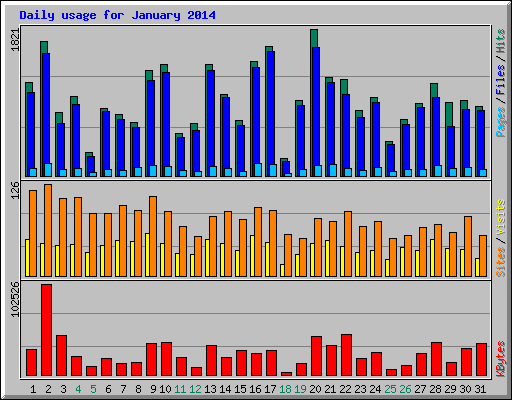 Daily usage for January 2014
1821
Pages / Files / Hits
126
Sites / Visits
102526
KBytes
1 2 3 4 5 6 7 8 9 10 11 12 13 14 15 16 17 18 19 20 21 22 23 24 25 26 27 28 29 30 31